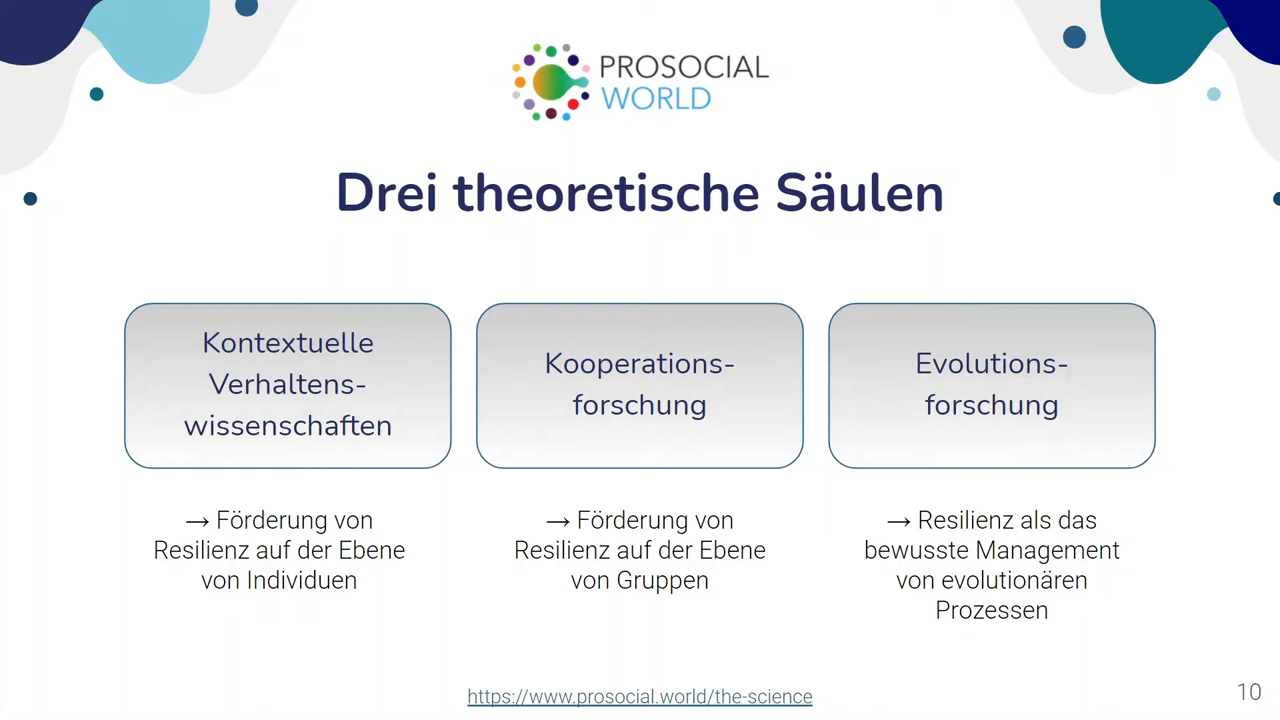 PROSOCIAL
WORLD
Drei theoretische Säulen
Kontextuelle
Verhaltens-
wissenschaften
→ Förderung von
Resilienz auf der Ebene
von Individuen
Kooperations-
forschung
→ Förderung von
Resilienz auf der Ebene
von Gruppen
Evolutions-
forschung
→ Resilienz als das
bewusste Management
von evolutionären
Prozessen
https://www.prosocial.world/the-science
10